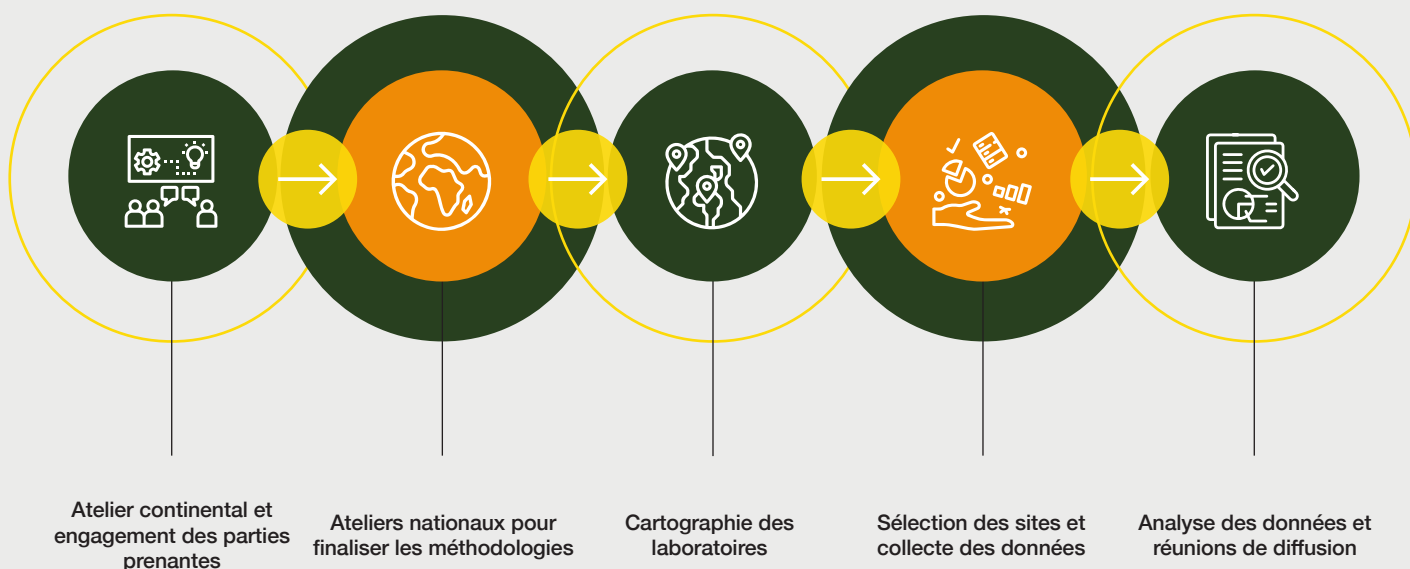 Atelier continental et
engagement des parties
prenantes
Ateliers nationaux pour
finaliser les méthodologies
Cartographie des
laboratoires
Sélection des sites et
collecte des données
Analyse des données et
réunions de diffusion